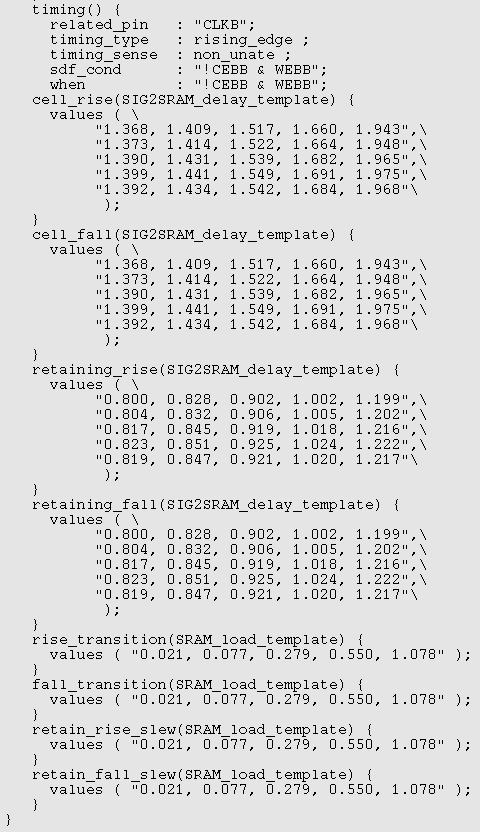 timing() {
related_pin : "CLKB";
timing_type : rising_edge ;
timing_sense : non_unate ;
sdf_cond : "!CEBB & WEBB";
when : "!CEBB & WEBB";
cell_rise(SIG2SRAM_delay_template) {
values ( \
"1.368, 1.409, 1.517, 1.660, 1.943",\
"1.373, 1.414, 1.522, 1.664, 1.948",\
"1.390, 1.431, 1.539, 1.682, 1.965",\
"1.399, 1.441, 1.549, 1.691, 1.975",\
"1.392, 1.434, 1.542, 1.684, 1.968"\
);
}
cell_fall(SIG2SRAM_delay_template) {
values ( \
"1.368, 1.409, 1.517, 1.660, 1.943",\
"1.373, 1.414, 1.522, 1.664, 1.948",\
"1.390, 1.431, 1.539, 1.682, 1.965",\
"1.399, 1.441, 1.549, 1.691, 1.975",\
"1.392, 1.434, 1.542, 1.684, 1.968"\
);
}
retaining_rise(SIG2SRAM_delay_template) {
values ( \
"0.800, 0.828, 0.902, 1.002, 1.199",\
"0.804, 0.832, 0.906, 1.005, 1.202",\
"0.817, 0.845, 0.919, 1.018, 1.216",\
"0.823, 0.851, 0.925, 1.024, 1.222",\
"0.819, 0.847, 0.921, 1.020, 1.217"\
);
}
retaining_fall(SIG2SRAM_delay_template) {
values ( \
"0.800, 0.828, 0.902, 1.002, 1.199",\
"0.804, 0.832, 0.906, 1.005, 1.202",\
"0.817, 0.845, 0.919, 1.018, 1.216",\
"0.823, 0.851, 0.925, 1.024, 1.222",\
"0.819, 0.847, 0.921, 1.020, 1.217"\
);
}
rise_transition(SRAM_load_template) {
values ( "0.021, 0.077, 0.279, 0.550, 1.078" );
}
fall_transition(SRAM_load_template) {
values ( "0.021, 0.077, 0.279, 0.550, 1.078" );
}
retain_rise_slew(SRAM_load_template) {
values ( "0.021, 0.077, 0.279, 0.550, 1.078" );
}
retain_fall_slew(SRAM_load_template) {
values ( "0.021, 0.077, 0.279, 0.550, 1.078" );
}
}